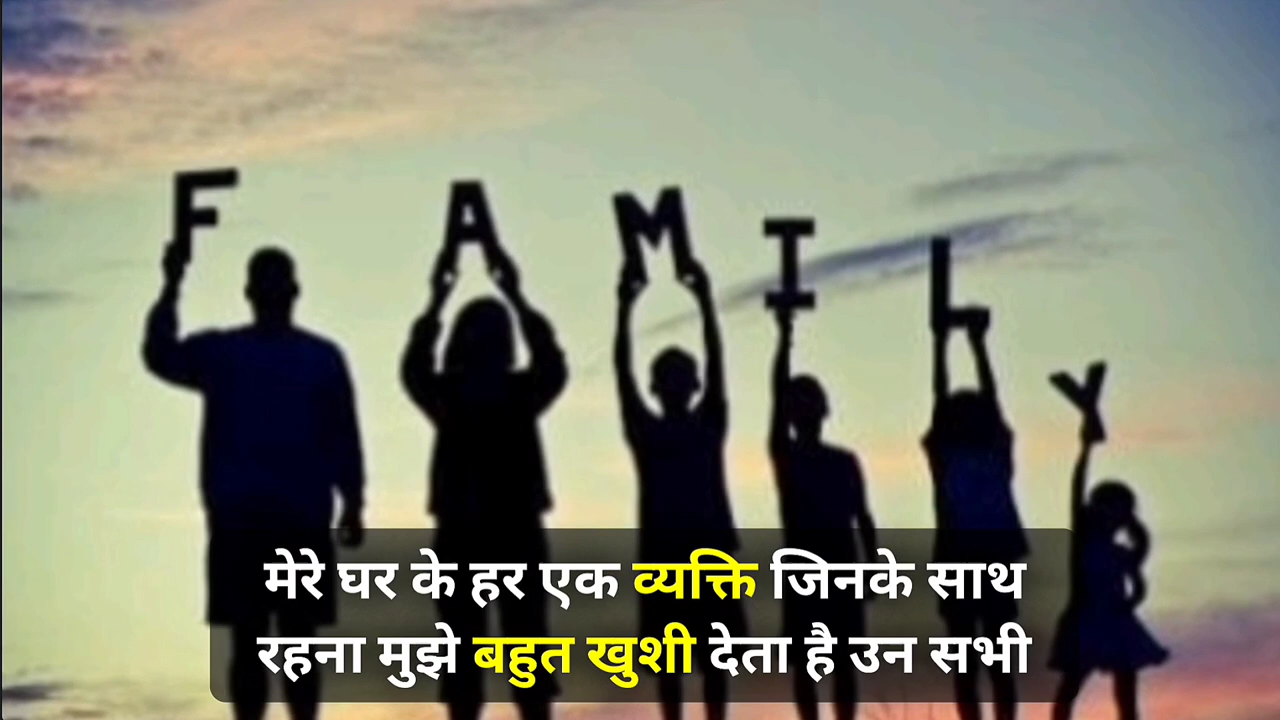 FAMILY
मेरे घर के हर एक व्यक्ति जिनके साथ
रहना मुझे बहुत खुशी देता है उन सभी